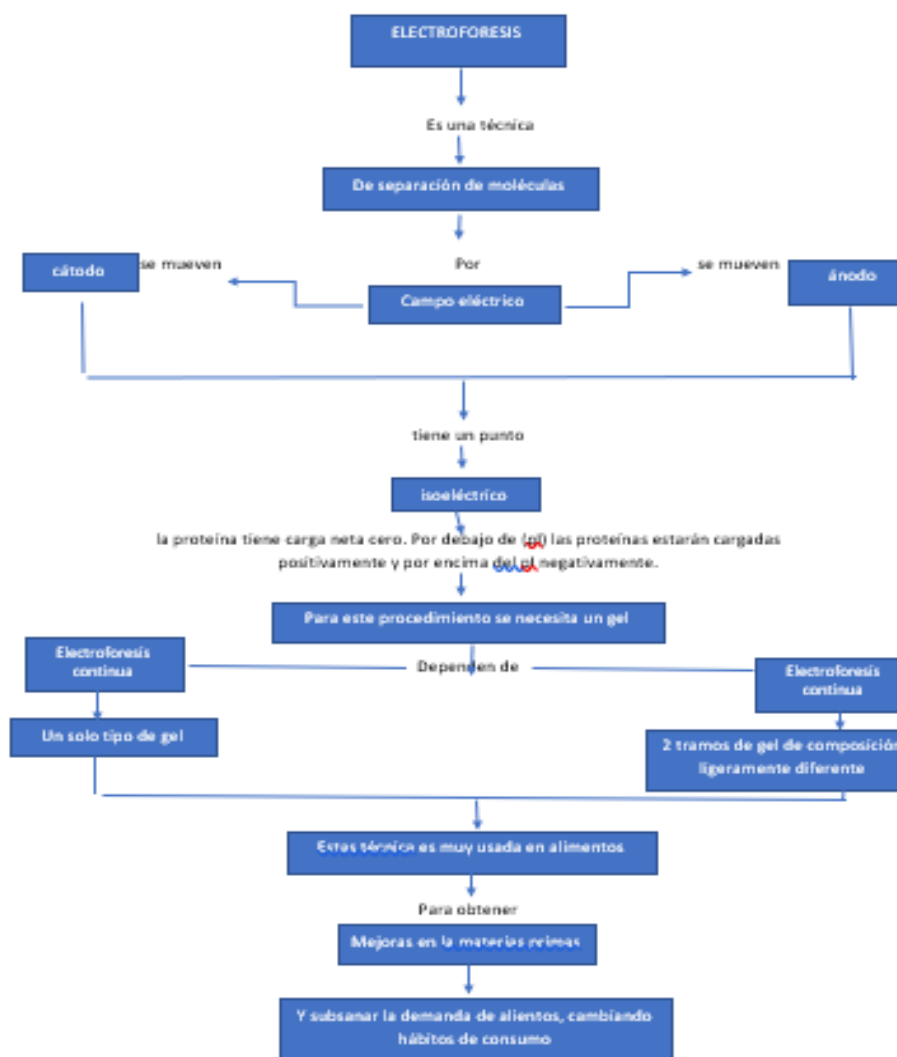 ELECTROFORESIS
Es una técnica
De separación de moléculas
cátodo
se mueven
Por
se mueven
ánodo
Campo eléctrico
tiene un punto
isoeléctrico
la proteína tiene carga neta cero. Por debajo de (pI) las proteínas estarán cargadas
positivamente y por encima del pI negativamente.
Para este procedimiento se necesita un gel
Electroforesis
continua
Dependen de
Electroforesis
continua
Un solo tipo de gel
2 tramos de gel de composición
ligeramente diferente
Estas técnica es muy usada en alimentos
Para obtener
Mejoras en la materias primas
Y subsanar la demanda de alientos, cambiando
hábitos de consumo